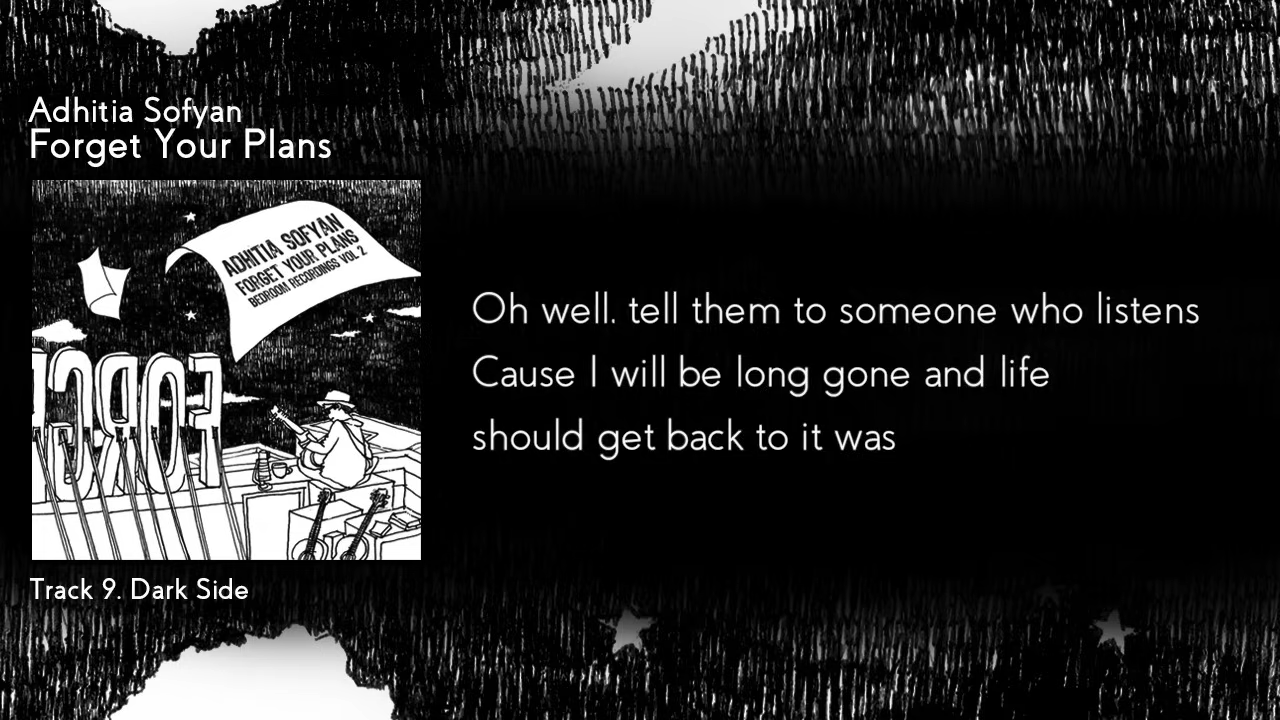 Adhitia Sofyan
Forget Your Plans
ADHITIA SOFYAN
FORGET YOUR PLANS
BEDROOM RECORDINGS VOL 2
FORG
Oh well. tell them to someone who listens
Cause I will be long gone and life
should get back to it was
Track 9. Dark Side